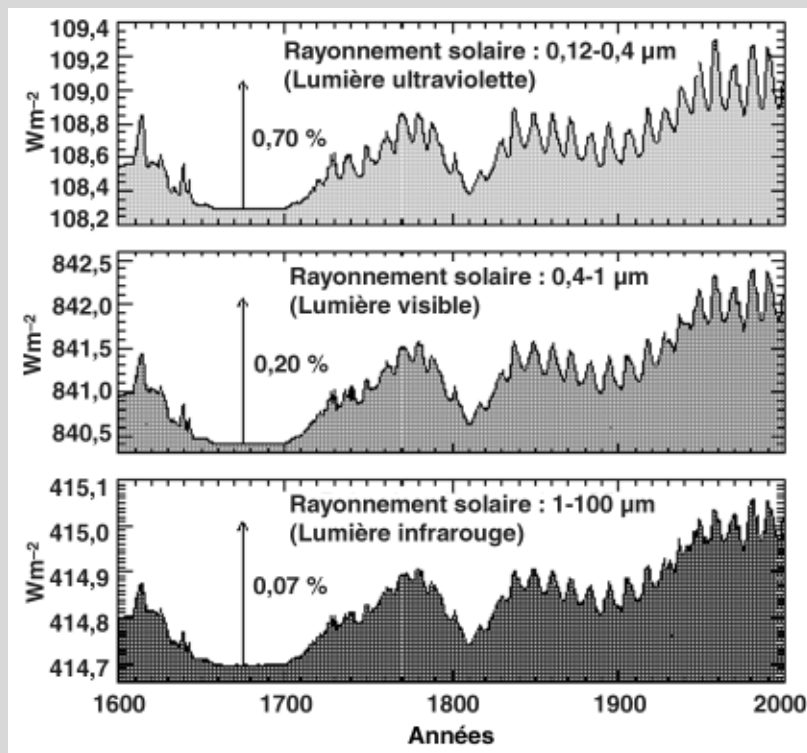 109,4
109,2
109,0
108,8
108,6
108,4
108,2
Wm–2
Rayonnement solaire : 0,12-0,4 µm
(Lumière ultraviolette)
0,70 %
842,5
842,0
841,5
841,0
840,5
Wm–2
Rayonnement solaire : 0,4-1 µm
(Lumière visible)
0,20 %
415,1
415,0
414,9
414,8
414,7
Wm–2
Rayonnement solaire : 1-100 µm
(Lumière infrarouge)
0,07 %
1600 1700 1800 1900 2000
Années